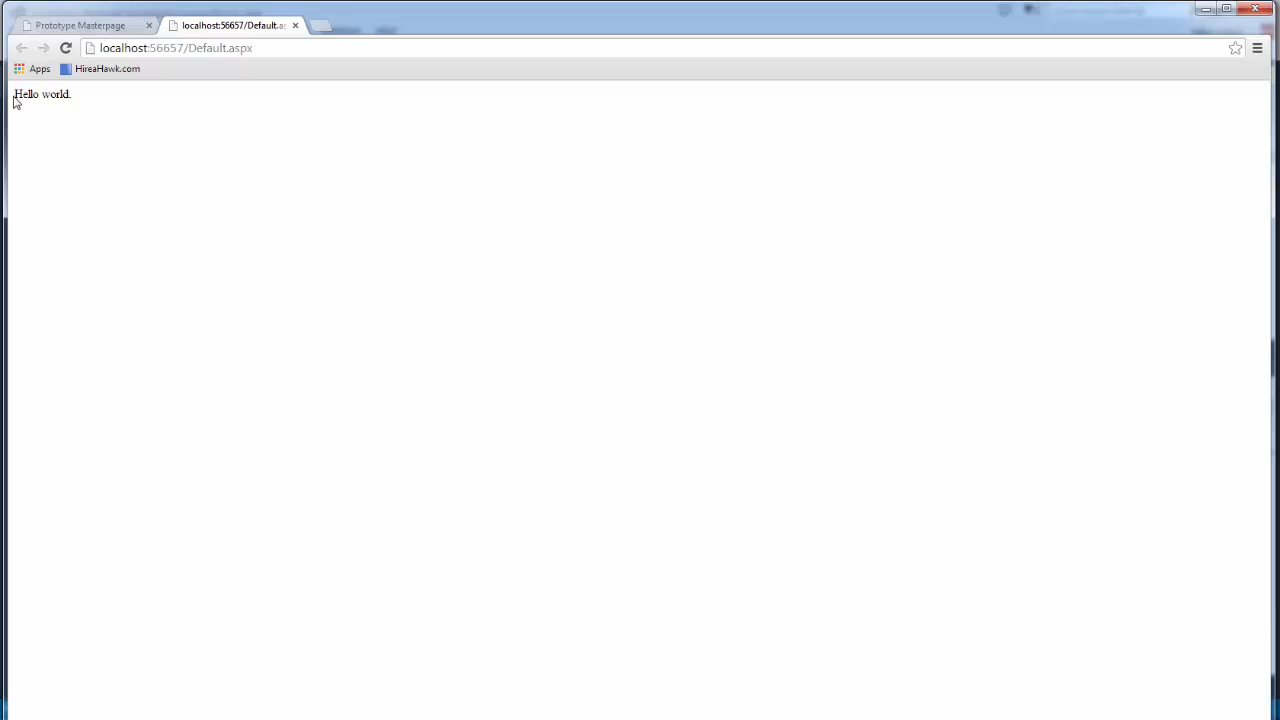 Prototype Masterpage
localhost:56657/Default.as
localhost:56657/Default.aspx
Apps
HireaHawk.com
Hello world.